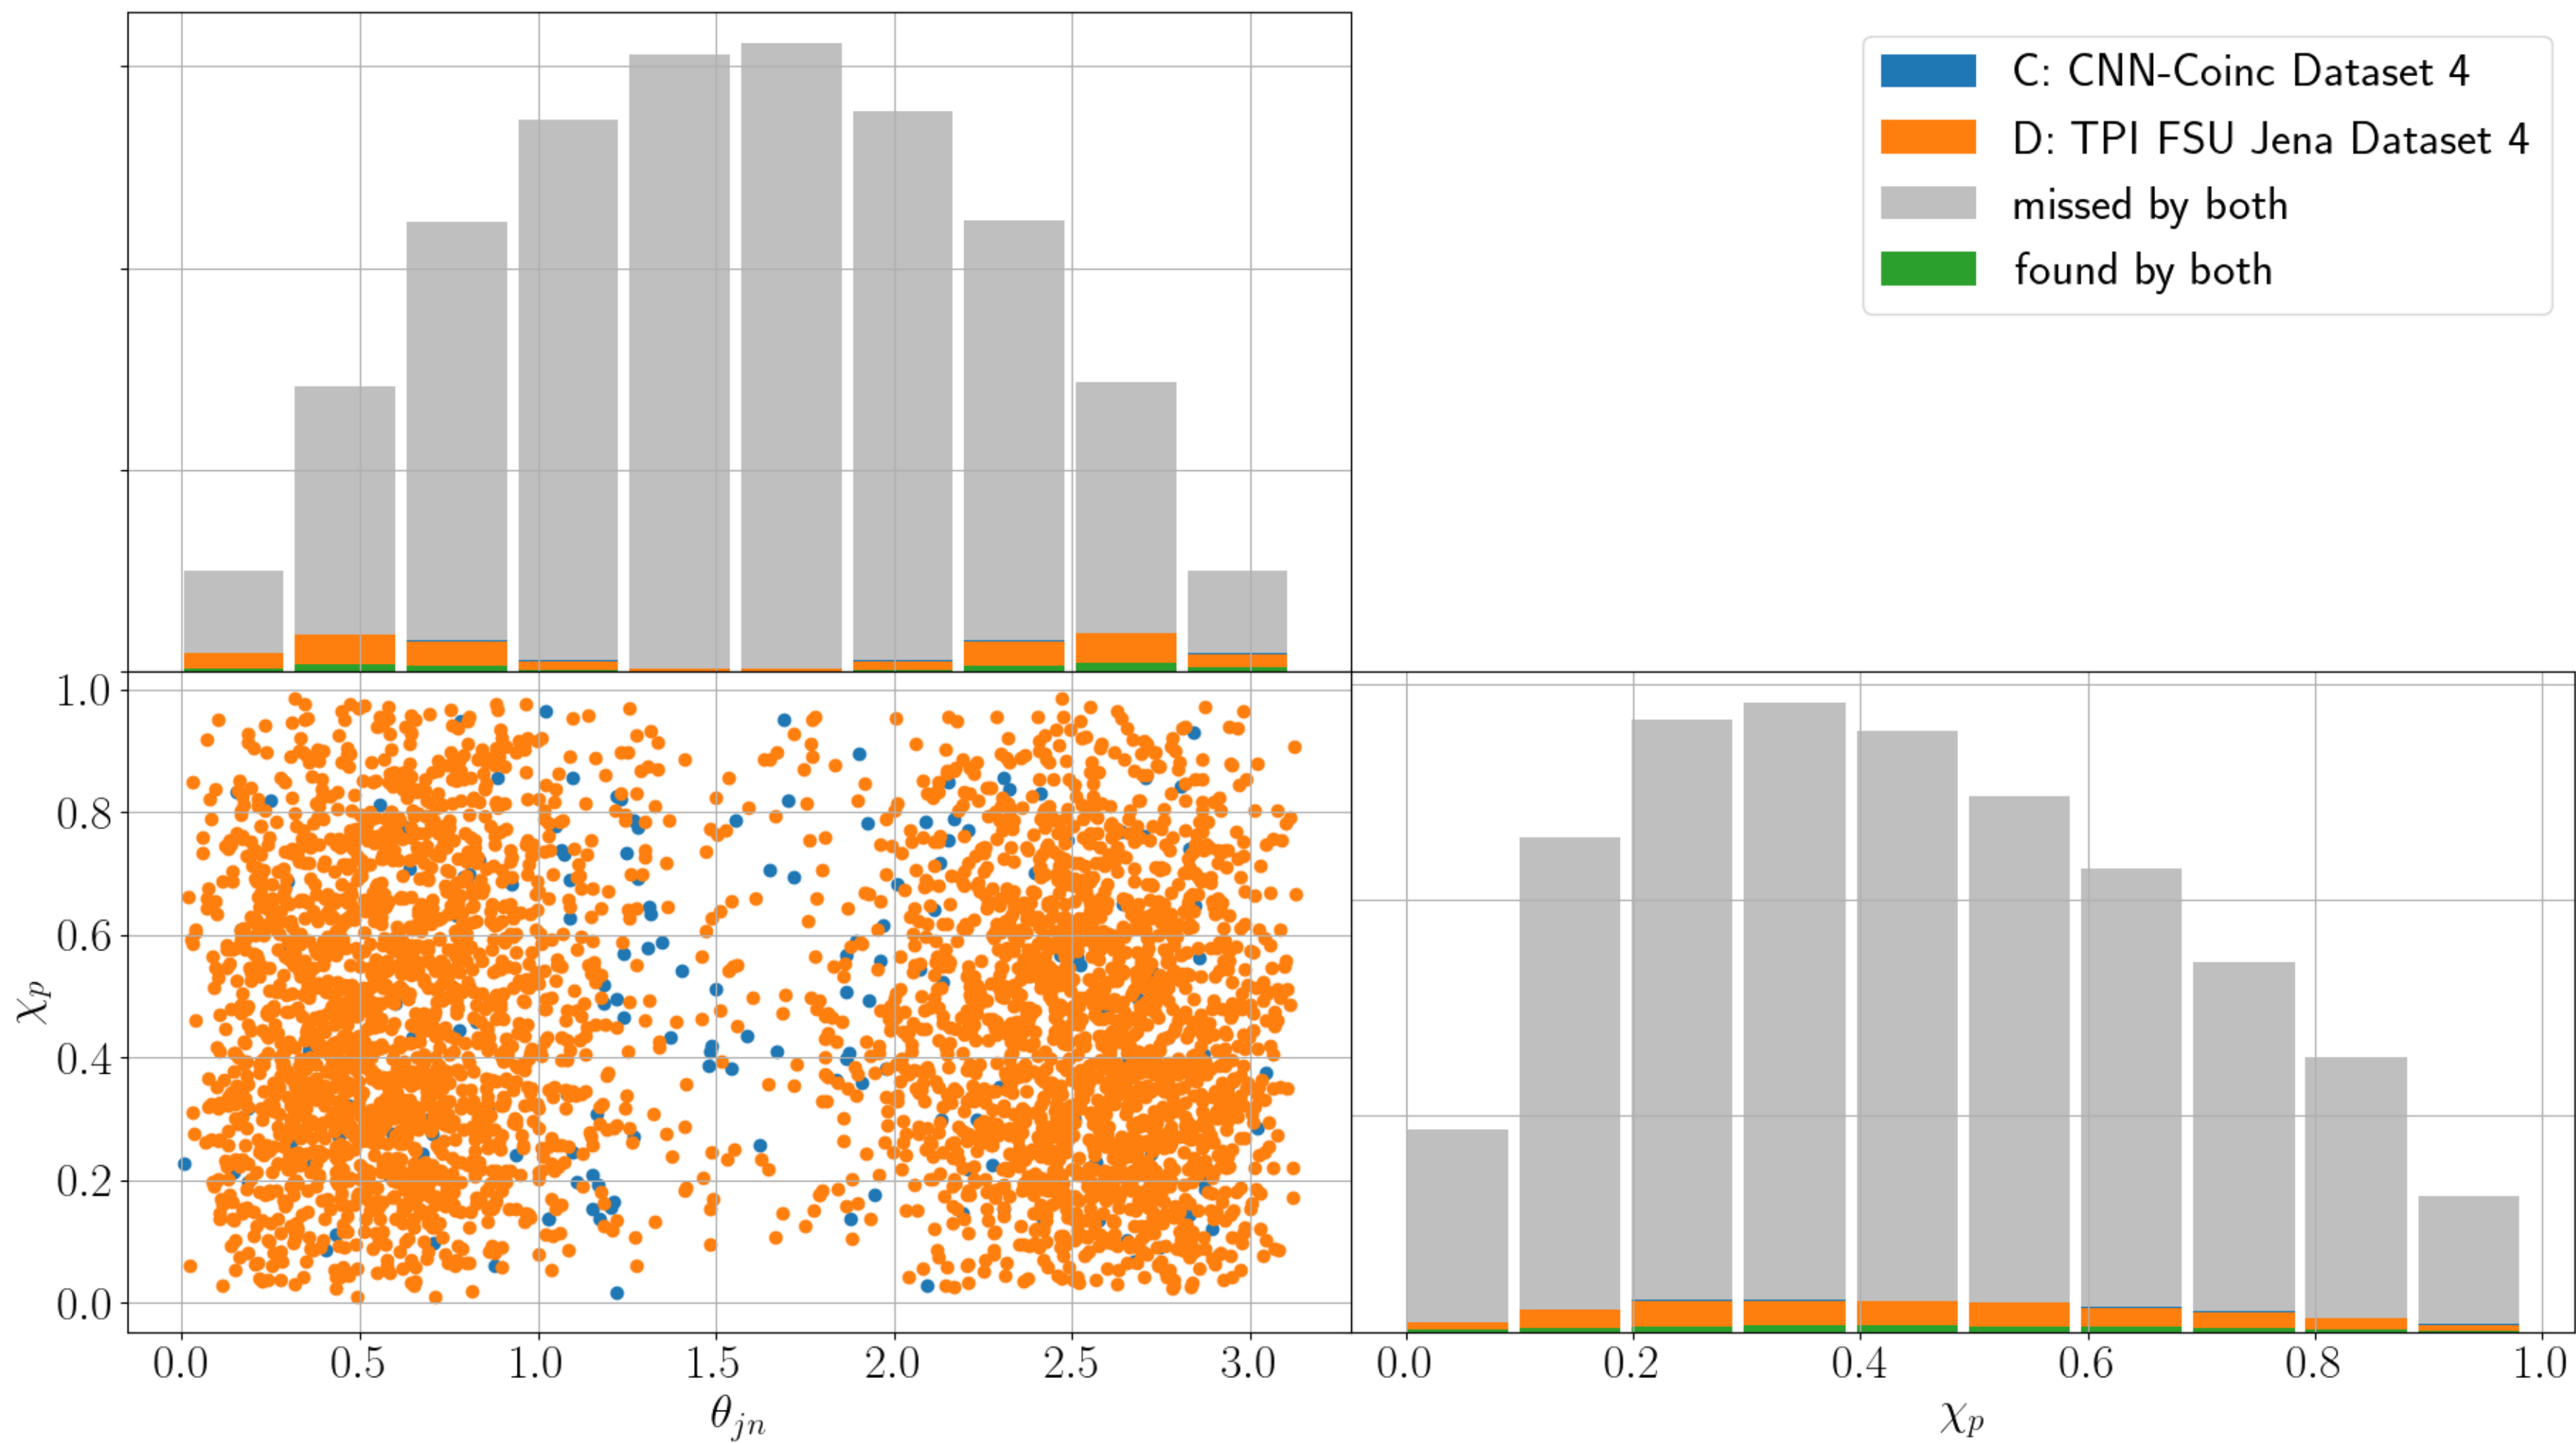 C: CNN-Coinc Dataset 4
D: TPI FSU Jena Dataset 4
missed by both
found by both
1.0
0.8
0.6
0.4
0.2
0.0
χp
0.0 0.5 1.0 1.5 2.0 2.5 3.0
θjn
0.0 0.2 0.4 0.6 0.8 1.0
χp